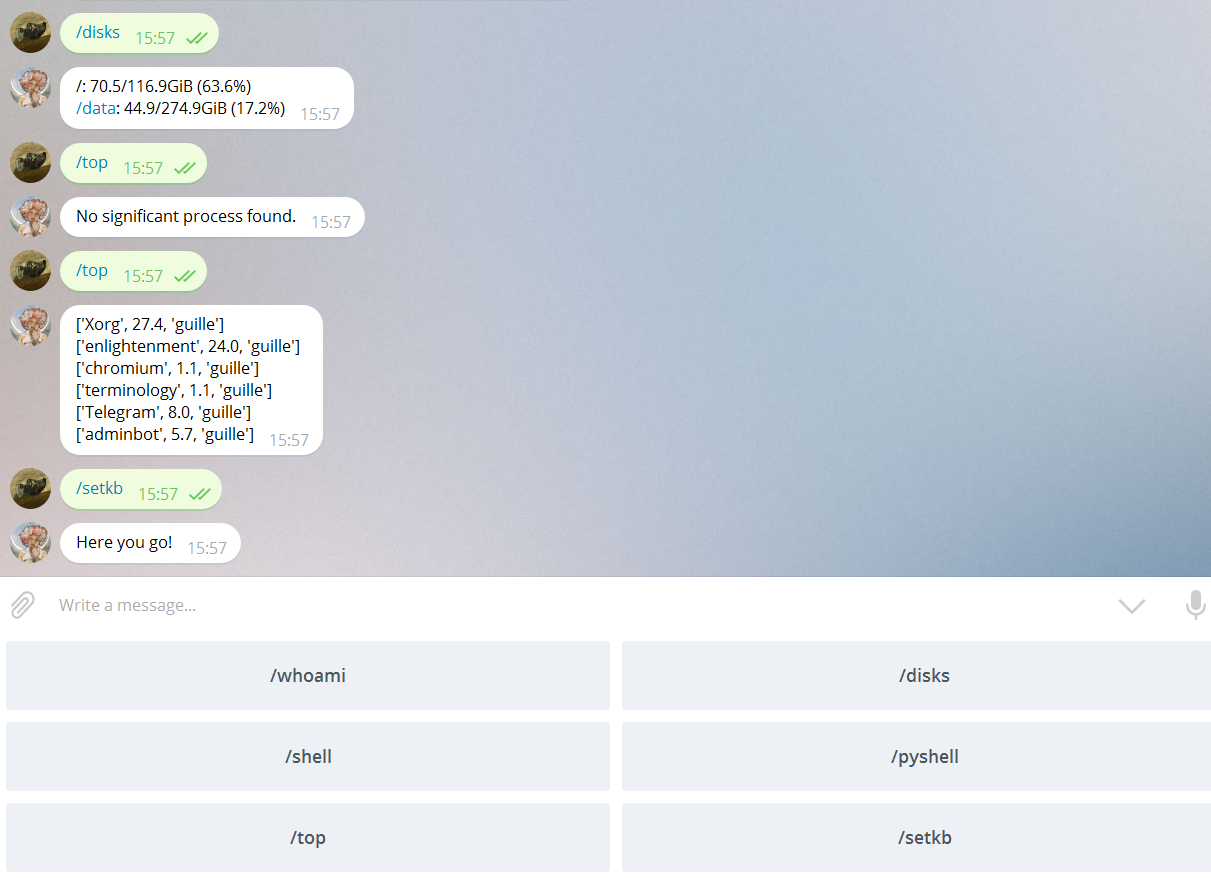 /disks 15:57
/: 70.5/116.9GiB (63.6%)
/data: 44.9/274.9GiB (17.2%) 15:57
/top 15:57
No significant process found. 15:57
/top 15:57
['Xorg', 27.4, 'guille']
['enlightenment', 24.0, 'guille']
['chromium', 1.1, 'guille']
['terminology', 1.1, 'guille']
['Telegram', 8.0, 'guille']
['adminbot', 5.7, 'guille'] 15:57
/setkb 15:57
Here you go! 15:57
Write a message...
/whoami
/disks
/shell
/pyshell
/top
/setkb